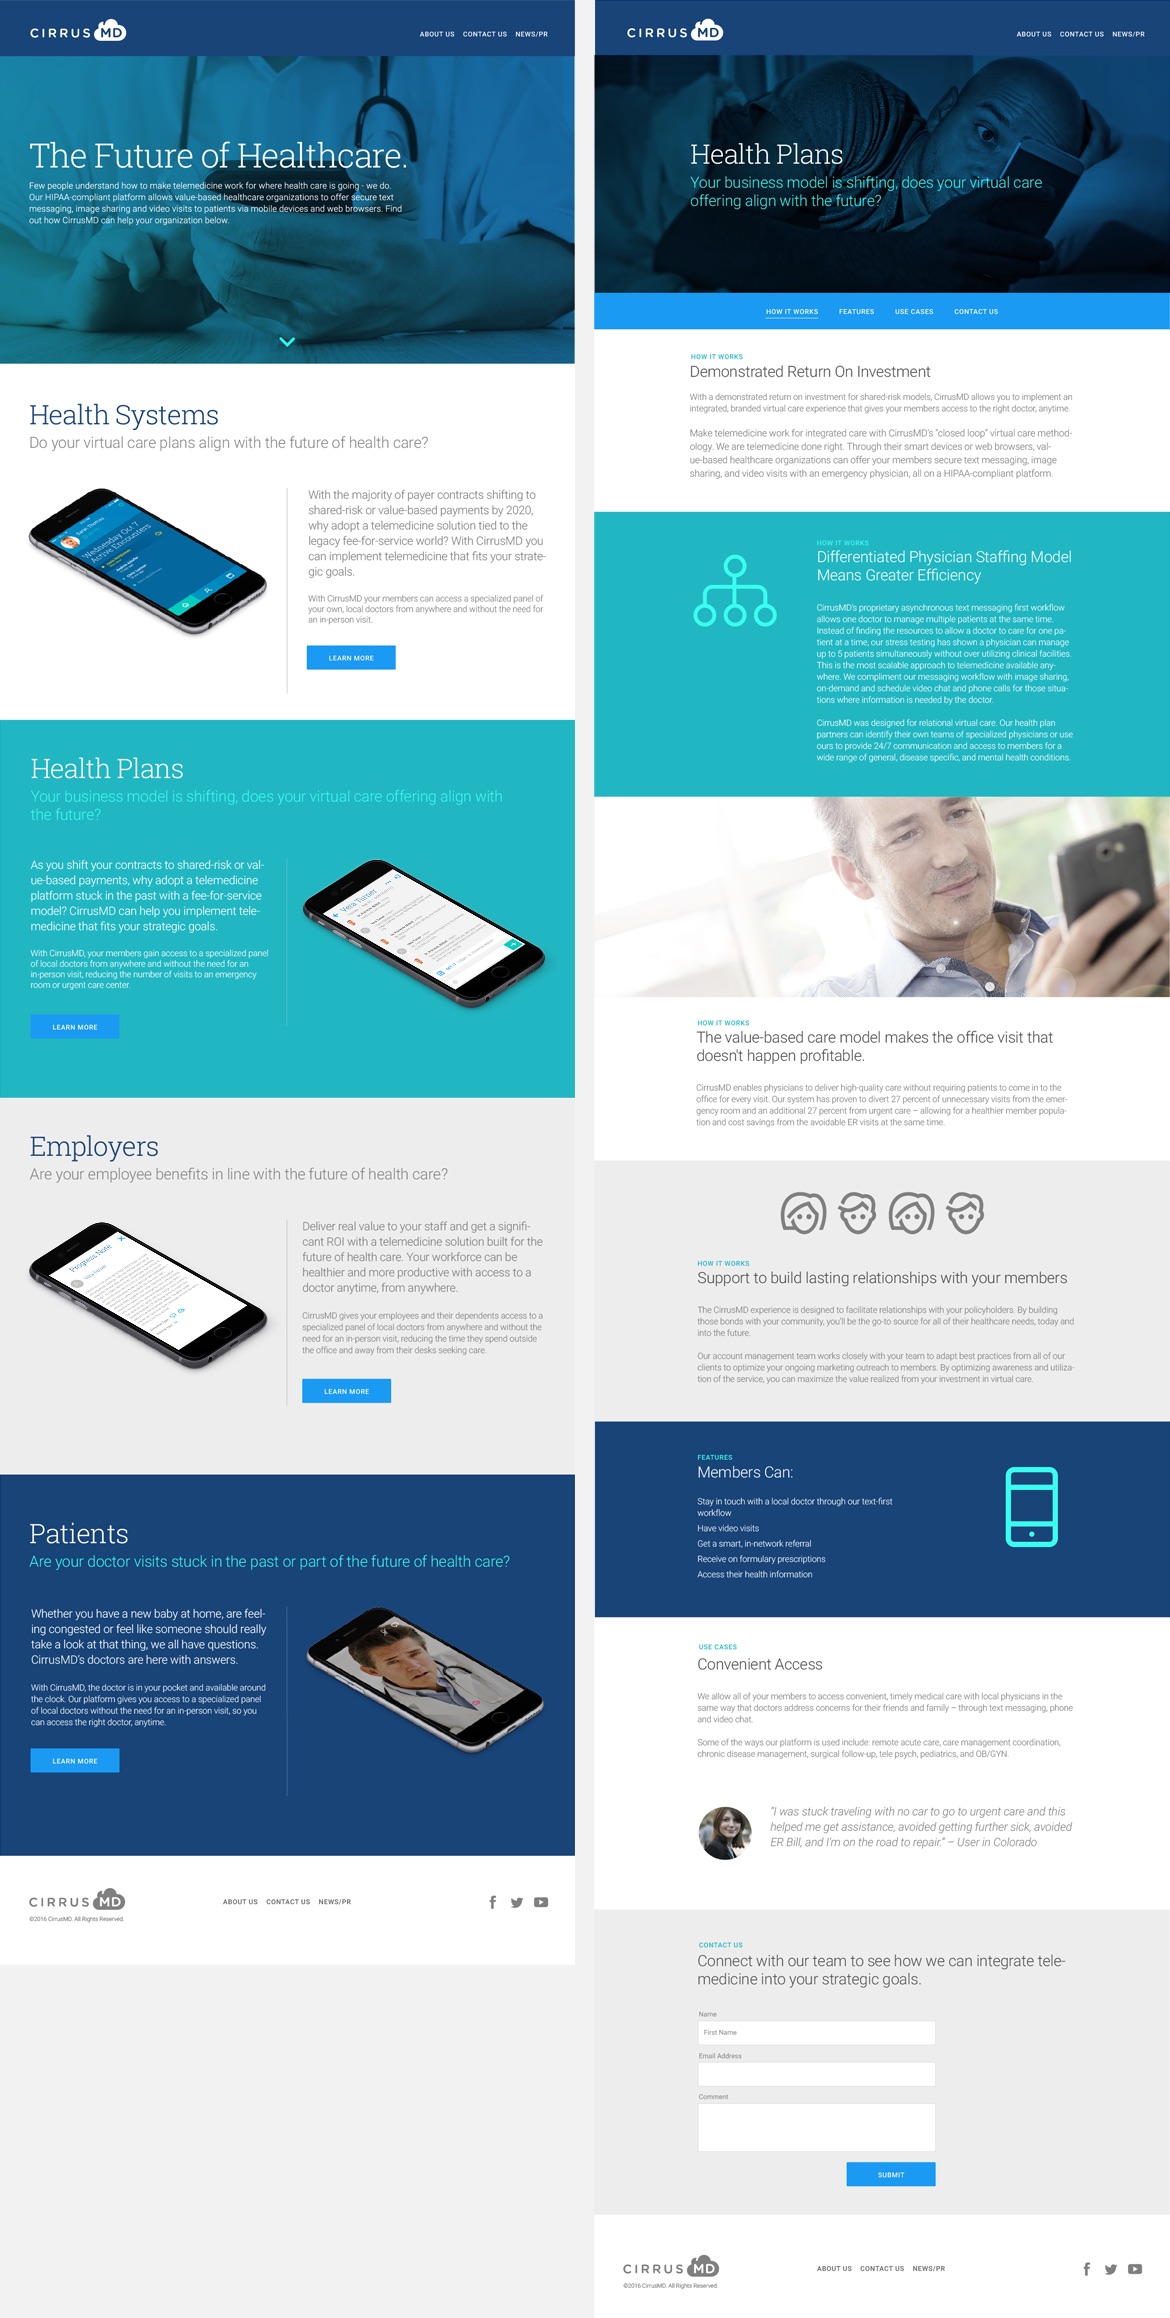 CIRRUS MD
ABOUT US CONTACT US NEWS/PR
The Future of Healthcare.
Few people understand how to make telemedicine work for where health care is going - we do.
Our HIPAA-compliant platform allows value-based healthcare organizations to offer secure text
messaging, image sharing and video visits to patients via mobile devices and web browsers. Find
out how CirrusMD can help your organization below.
Health Systems
Do your virtual care plans align with the future of health care?
Wednesday Oct 7
Active Encounters
With the majority of payer contracts shifting to
shared-risk or value-based payments by 2020,
why adopt a telemedicine solution tied to the
legacy fee-for-service world? With CirrusMD you
can implement telemedicine that fits your strate-
gic goals.
With CirrusMD your members can access a specialized panel of
your own, local doctors from anywhere and without the need for
an in-person visit.
LEARN MORE
Health Plans
Your business model is shifting, does your virtual care offering align with
the future?
As you shift your contracts to shared-risk or val-
ue-based payments, why adopt a telemedicine
platform stuck in the past with a fee-for-service
model? CirrusMD can help you implement tele-
medicine that fits your strategic goals.
With CirrusMD, your members gain access to a specialized panel
of local doctors from anywhere and without the need for an
in-person visit, reducing the number of visits to an emergency
room or urgent care center.
LEARN MORE
Vera Turner
Employers
Are your employee benefits in line with the future of health care?
Progress Note
Deliver real value to your staff and get a signifi-
cant ROI with a telemedicine solution built for the
future of health care. Your workforce can be
healthier and more productive with access to a
doctor anytime, from anywhere.
CirrusMD gives your employees and their dependents access to a
specialized panel of local doctors from anywhere and without the
need for an in-person visit, reducing the time they spend outside
the office and away from their desks seeking care.
LEARN MORE
Patients
Are your doctor visits stuck in the past or part of the future of health care?
Whether you have a new baby at home, are feel-
ing congested or feel like someone should really
take a look at that thing, we all have questions.
CirrusMD's doctors are here with answers.
With CirrusMD, the doctor is in your pocket and available around
the clock. Our platform gives you access to a specialized panel
of local doctors without the need for an in-person visit, so you
can access the right doctor, anytime.
LEARN MORE
CIRRUS MD
©2016 CirrusMD. All Rights Reserved.
ABOUT US CONTACT US NEWS/PR
CIRRUS MD
ABOUT US CONTACT US NEWS/PR
Health Plans
Your business model is shifting, does your virtual care
offering align with the future?
HOW IT WORKS FEATURES USE CASES CONTACT US
HOW IT WORKS
Demonstrated Return On Investment
With a demonstrated return on investment for shared-risk models, CirrusMD allows you to implement an
integrated, branded virtual care experience that gives your members access to the right doctor, anytime.
Make telemedicine work for integrated care with CirrusMD's "closed loop" virtual care method-
ology. We are telemedicine done right. Through their smart devices or web browsers, val-
ue-based healthcare organizations can offer your members secure text messaging, image
sharing, and video visits with an emergency physician, all on a HIPAA-compliant platform.
HOW IT WORKS
Differentiated Physician Staffing Model
Means Greater Efficiency
CirrusMD's proprietary asynchronous text messaging first workflow
allows one doctor to manage multiple patients at the same time.
Instead of finding the resources to allow a doctor to care for one pa-
tient at a time, our stress testing has shown a physician can manage
up to 5 patients simultaneously without over utilizing clinical facilities.
This is the most scalable approach to telemedicine available any-
where. We compliment our messaging workflow with image sharing,
on-demand and schedule video chat and phone calls for those situa-
tions where information is needed by the doctor.
CirrusMD was designed for relational virtual care. Our health plan
partners can identify their own teams of specialized physicians or use
ours to provide 24/7 communication and access to members for a
wide range of general, disease specific, and mental health conditions.
HOW IT WORKS
The value-based care model makes the office visit that
doesn't happen profitable.
CirrusMD enables physicians to deliver high-quality care without requiring patients to come in to the
office for every visit. Our system has proven to divert 27 percent of unnecessary visits from the emer-
gency room and an additional 27 percent from urgent care – allowing for a healthier member popula-
tion and cost savings from the avoidable ER visits at the same time.
HOW IT WORKS
Support to build lasting relationships with your members
The CirrusMD experience is designed to facilitate relationships with your policyholders. By building
those bonds with your community, you'll be the go-to source for all of their healthcare needs, today and
into the future.
Our account management team works closely with your team to adapt best practices from all of our
clients to optimize your ongoing marketing outreach to members. By optimizing awareness and utiliza-
tion of the service, you can maximize the value realized from your investment in virtual care.
FEATURES
Members Can:
Stay in touch with a local doctor through our text-first
workflow
Have video visits
Get a smart, in-network referral
Receive on formulary prescriptions
Access their health information
USE CASES
Convenient Access
We allow all of your members to access convenient, timely medical care with local physicians in the
same way that doctors address concerns for their friends and family – through text messaging, phone
and video chat.
Some of the ways our platform is used include: remote acute care, care management coordination,
chronic disease management, surgical follow-up, tele psych, pediatrics, and OB/GYN.
"I was stuck traveling with no car to go to urgent care and this
helped me get assistance, avoided getting further sick, avoided
ER Bill, and I'm on the road to repair." – User in Colorado
CONTACT US
Connect with our team to see how we can integrate tele-
medicine into your strategic goals.
Name
First Name
Email Address
Comment
SUBMIT
CIRRUS MD
©2016 CirrusMD. All Rights Reserved.
ABOUT US CONTACT US NEWS/PR